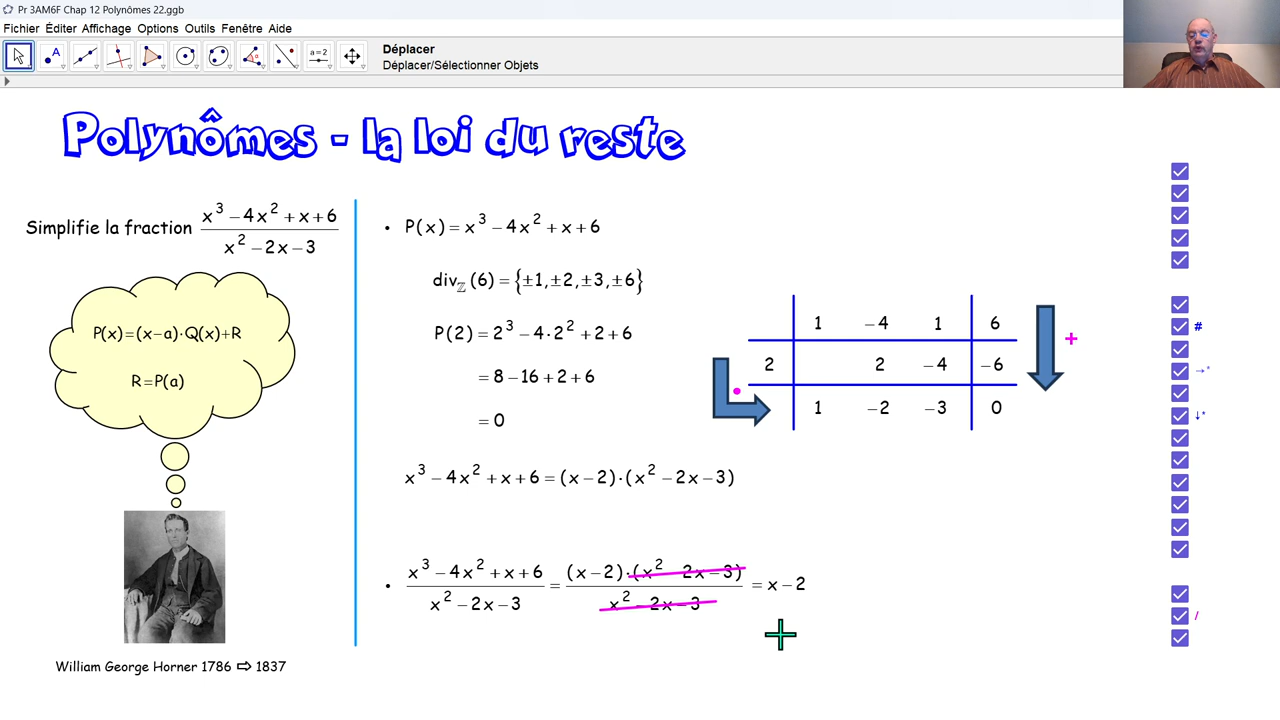 Pr 3AM6F Chap 12 Polynômes 22.ggb
Fichier Éditer Affichage Options Outils Fenêtre Aide
A
a=2
Déplacer
Déplacer/Sélectionner Objets
Polynômes - la loi du reste
Simplifie la fraction (x³ − 4x² + x + 6)/(x² − 2x − 3)
P(x)=(x−a)·Q(x)+R
R=P(a)
William George Horner 1786 ⇨ 1837
• P(x) = x³ − 4x² + x + 6
div_ℤ(6) = {±1, ±2, ±3, ±6}
P(2) = 2³ − 4·2² + 2 + 6
= 8 − 16 + 2 + 6
= 0
1 −4 1 6
2 2 −4 −6
1 −2 −3 0
+
•
x³ − 4x² + x + 6 = (x − 2)·(x² − 2x − 3)
• (x³ − 4x² + x + 6)/(x² − 2x − 3) = ((x − 2)·(x² − 2x − 3))/(x² − 2x − 3) = x − 2
#
→*
↓*
/